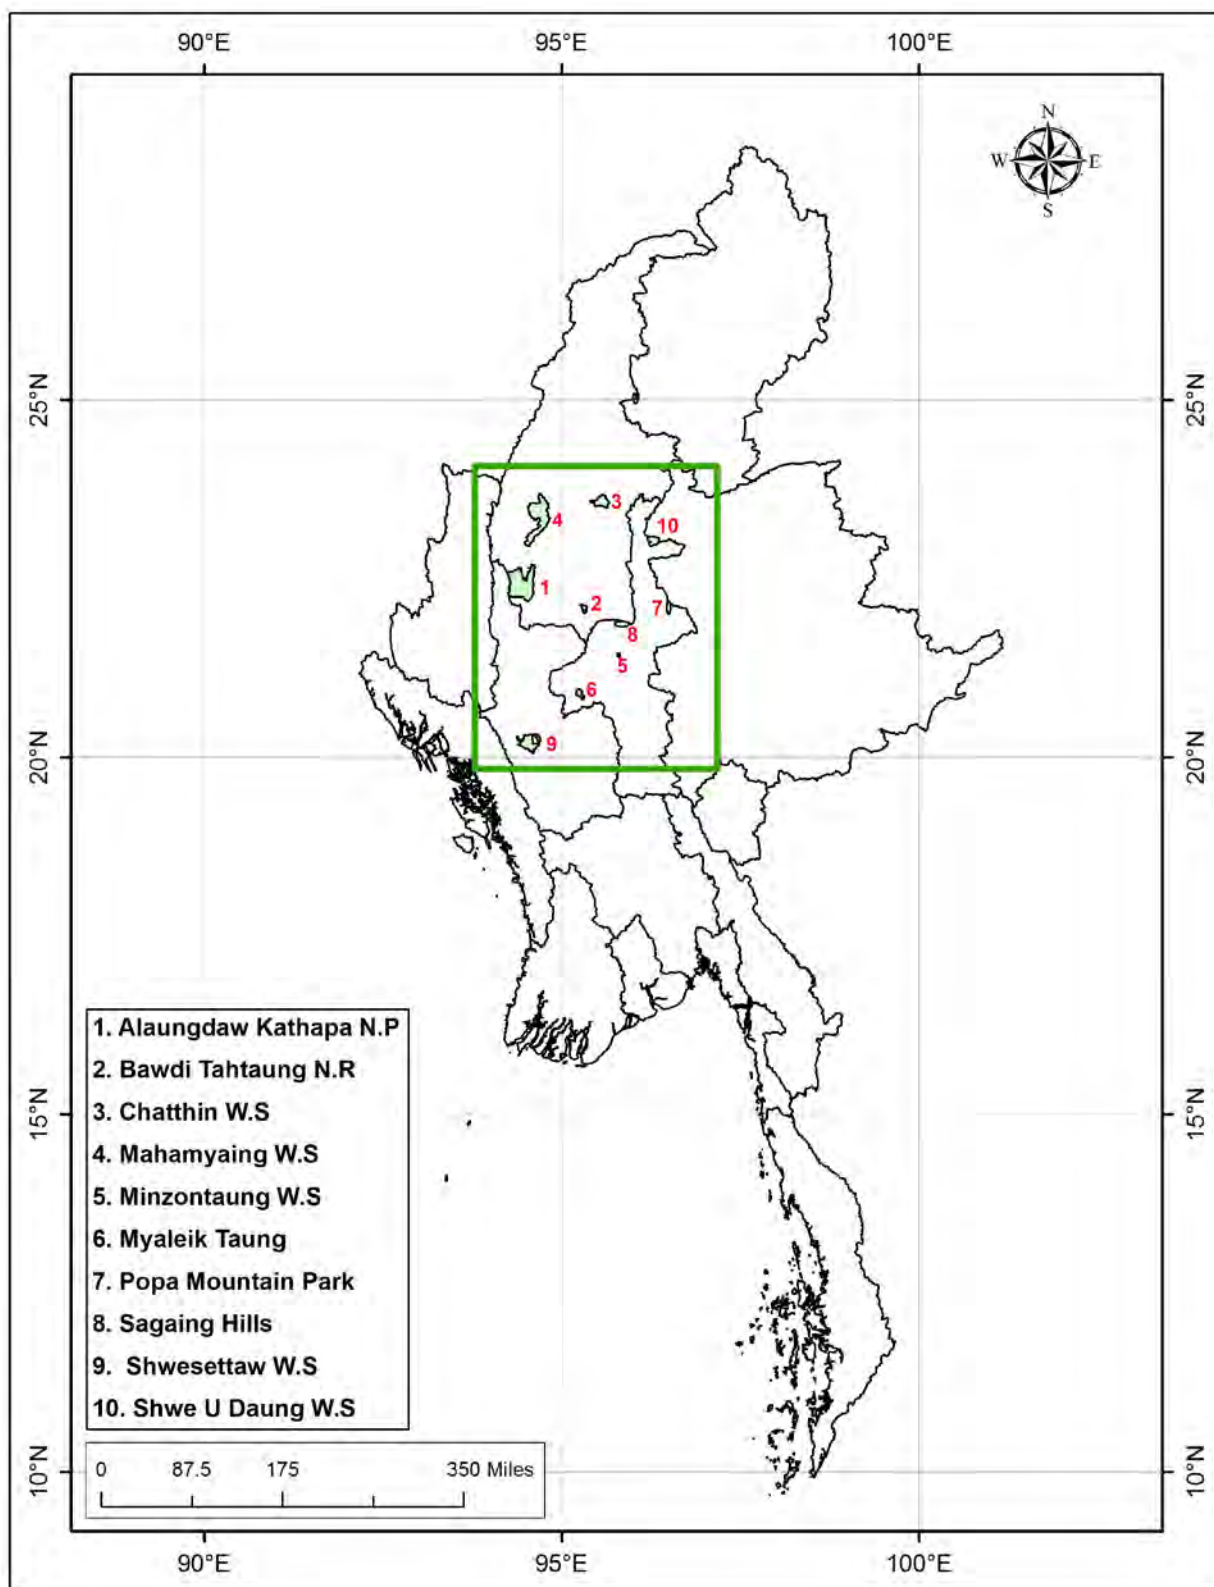 90°E 95°E 100°E
N
W E
S
25°N 25°N
4 3
10
1
2 7
8
5
6
20°N 9 20°N
1. Alaungdaw Kathapa N.P
2. Bawdi Tahtaung N.R
3. Chatthin W.S
15°N 15°N
4. Mahamyaing W.S
5. Minzontaung W.S
6. Myaleik Taung
7. Popa Mountain Park
8. Sagaing Hills
9. Shwesettaw W.S
10. Shwe U Daung W.S
0 87.5 175 350 Miles
10°N 10°N
90°E 95°E 100°E